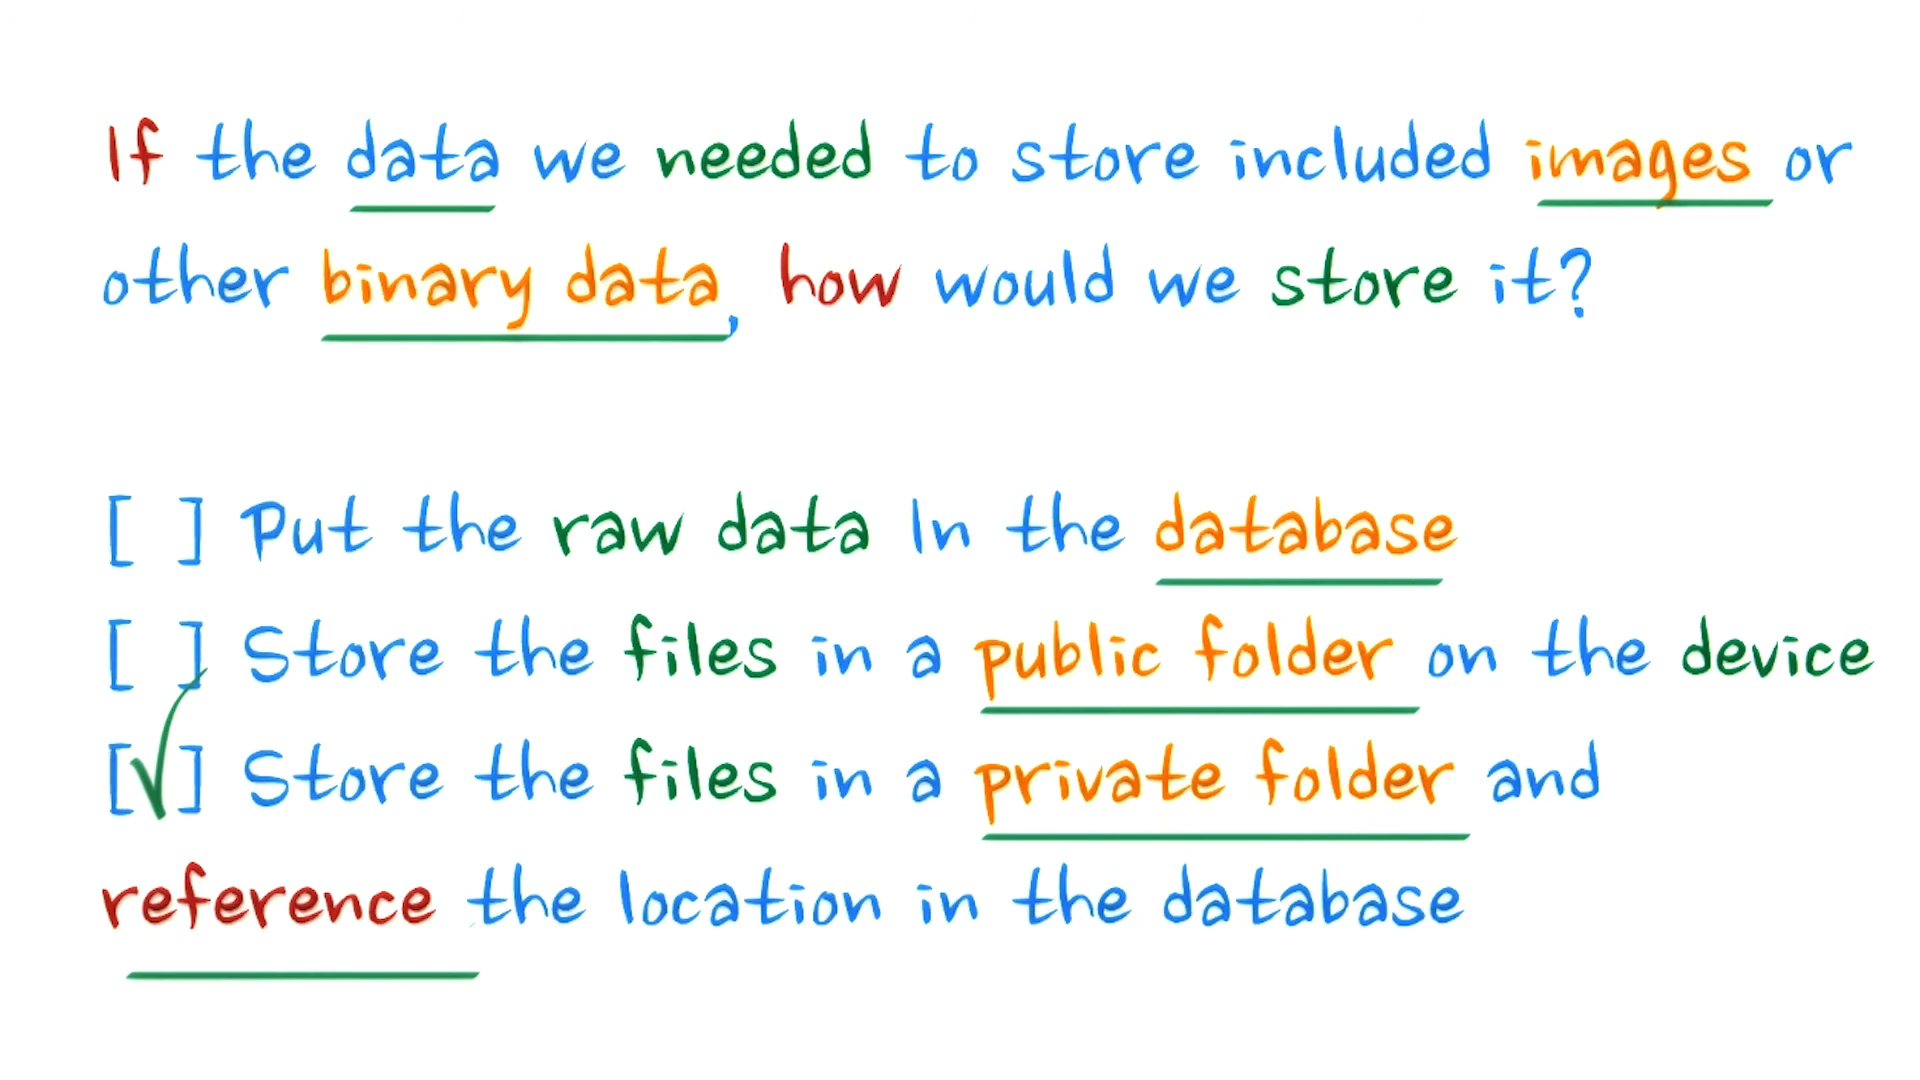 If the data we needed to store included images or
other binary data, how would we store it?
[ ] Put the raw data In the database
[ ] Store the files in a public folder on the device
[√] Store the files in a private folder and
reference the location in the database